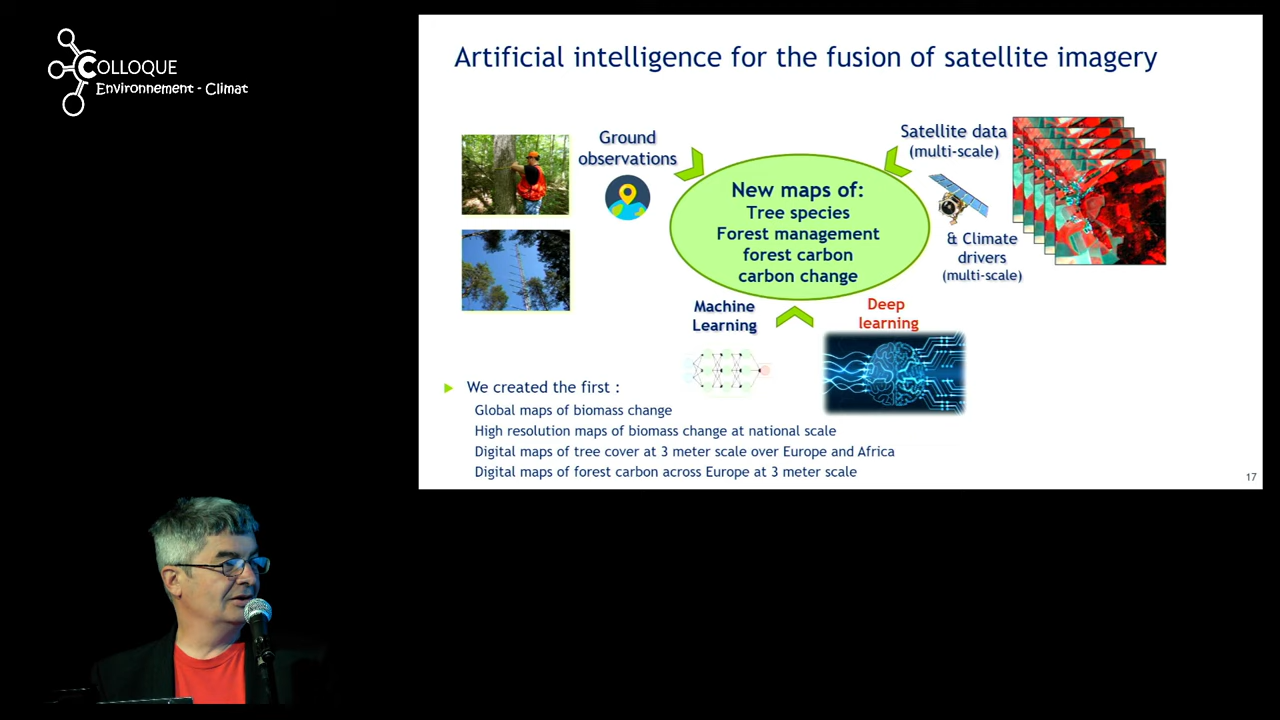 COLLOQUE
Environnement - Climat
Artificial intelligence for the fusion of satellite imagery
Ground
observations
Satellite data
(multi-scale)
& Climate
drivers
(multi-scale)
New maps of:
Tree species
Forest management
forest carbon
carbon change
Machine
Learning
Deep
learning
We created the first :
Global maps of biomass change
High resolution maps of biomass change at national scale
Digital maps of tree cover at 3 meter scale over Europe and Africa
Digital maps of forest carbon across Europe at 3 meter scale
17